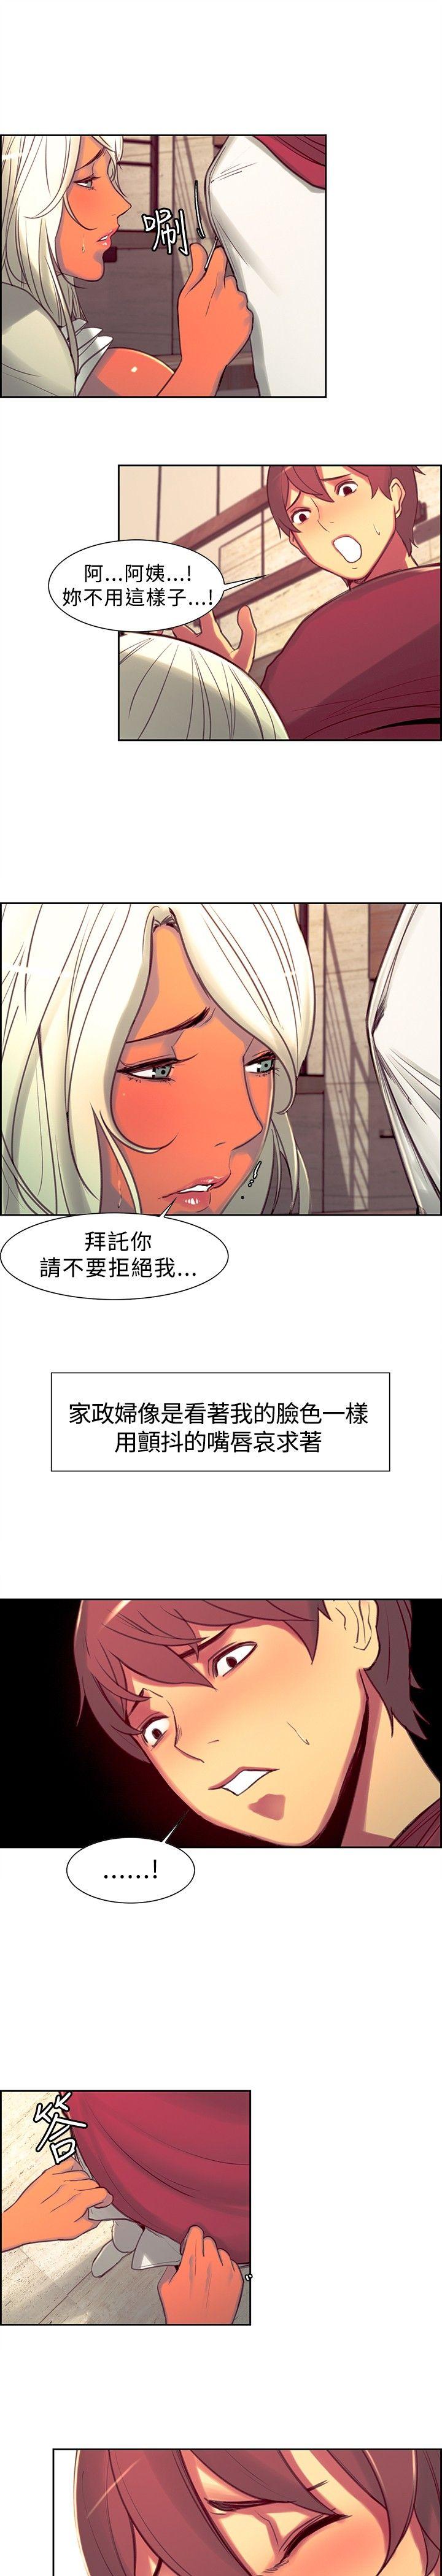 唰
阿...阿姨...!
妳不用這樣子...!
拜託你
請不要拒絕我...
家政婦像是看著我的臉色一樣
用顫抖的嘴唇哀求著
......!
答